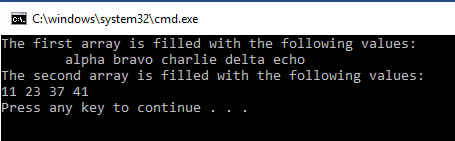 C:\windows\system32\cmd.exe
The first array is filled with the following values:
alpha bravo charlie delta echo
The second array is filled with the following values:
11 23 37 41
Press any key to continue . . .